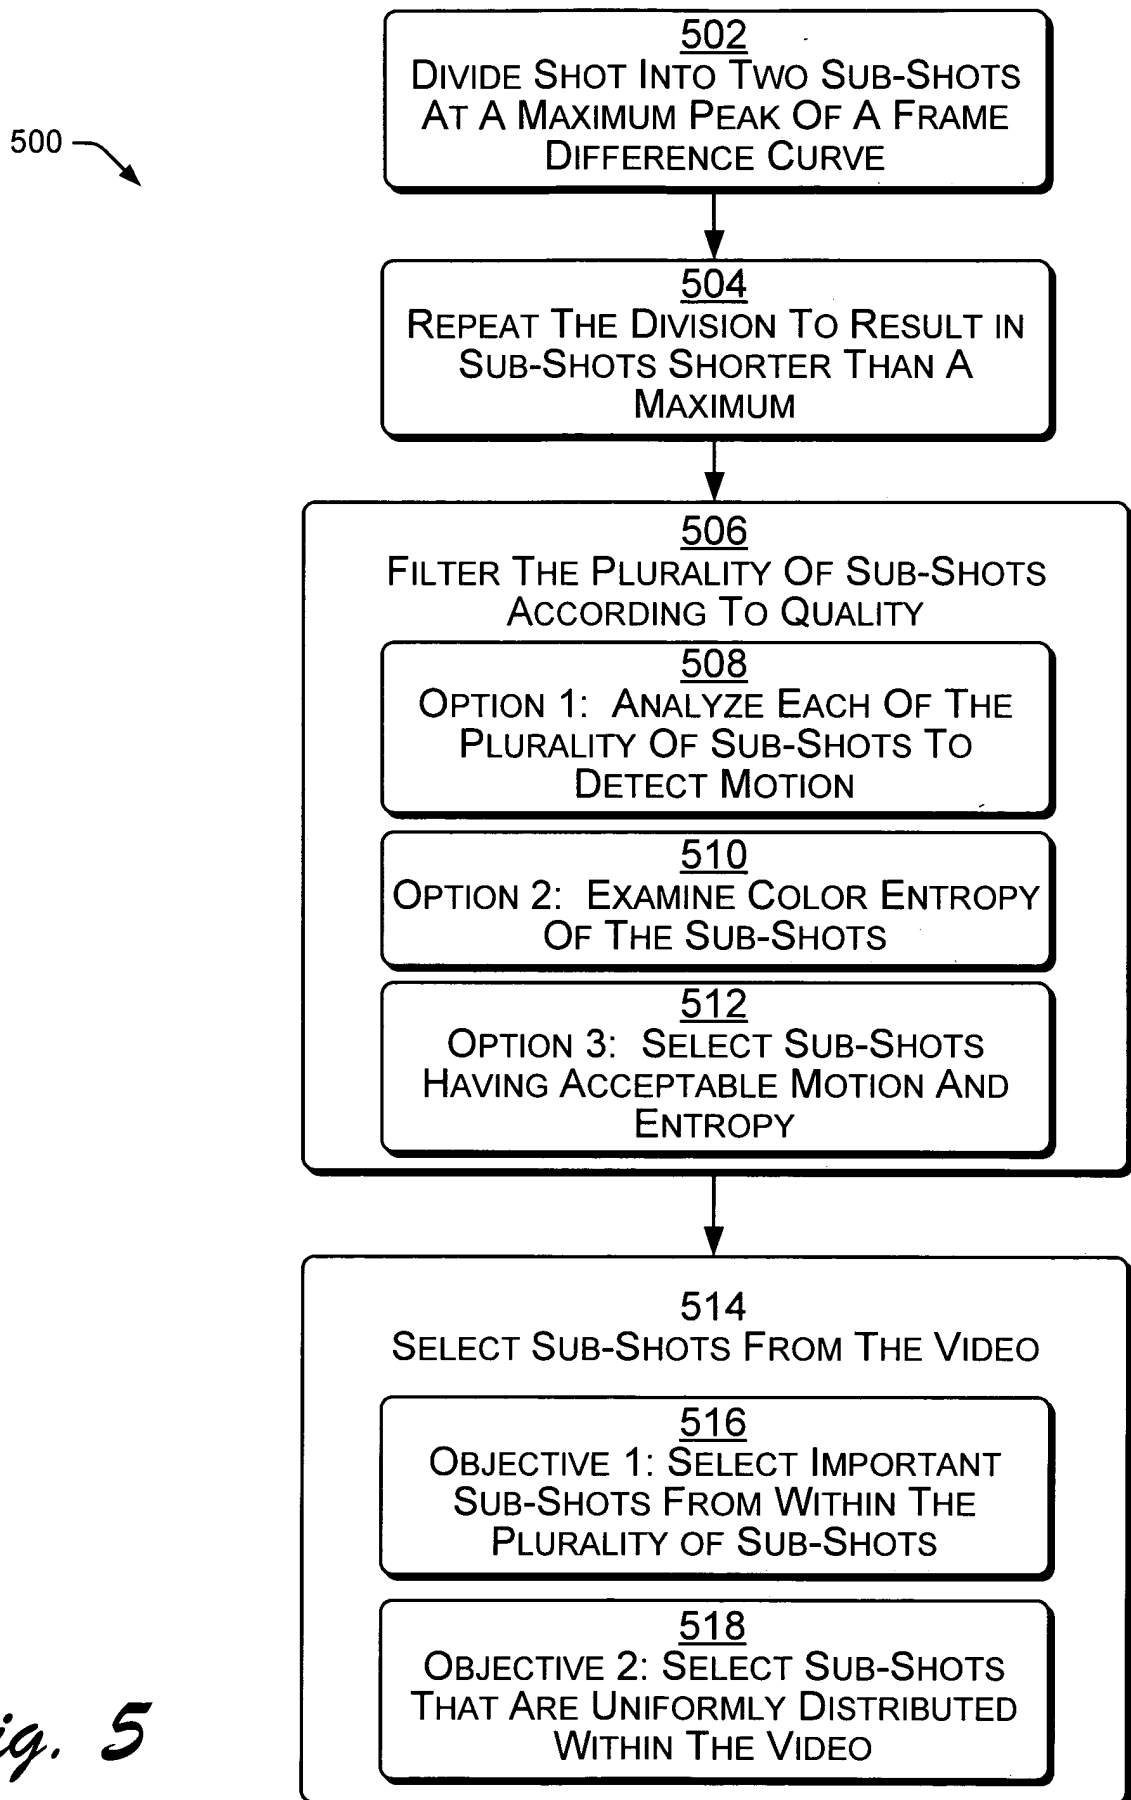 500
502
DIVIDE SHOT INTO TWO SUB-SHOTS
AT A MAXIMUM PEAK OF A FRAME
DIFFERENCE CURVE
504
REPEAT THE DIVISION TO RESULT IN
SUB-SHOTS SHORTER THAN A
MAXIMUM
506
FILTER THE PLURALITY OF SUB-SHOTS
ACCORDING TO QUALITY
508
OPTION 1: ANALYZE EACH OF THE
PLURALITY OF SUB-SHOTS TO
DETECT MOTION
510
OPTION 2: EXAMINE COLOR ENTROPY
OF THE SUB-SHOTS
512
OPTION 3: SELECT SUB-SHOTS
HAVING ACCEPTABLE MOTION AND
ENTROPY
514
SELECT SUB-SHOTS FROM THE VIDEO
516
OBJECTIVE 1: SELECT IMPORTANT
SUB-SHOTS FROM WITHIN THE
PLURALITY OF SUB-SHOTS
518
OBJECTIVE 2: SELECT SUB-SHOTS
THAT ARE UNIFORMLY DISTRIBUTED
WITHIN THE VIDEO
ig. 5